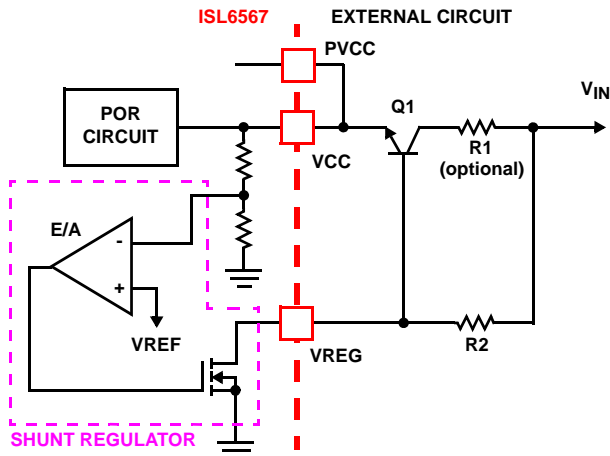 ISL6567
EXTERNAL CIRCUIT
PVCC
POR
CIRCUIT
VCC
Q1
R1
(optional)
VIN
E/A
-
+
VREF
VREG
R2
SHUNT REGULATOR